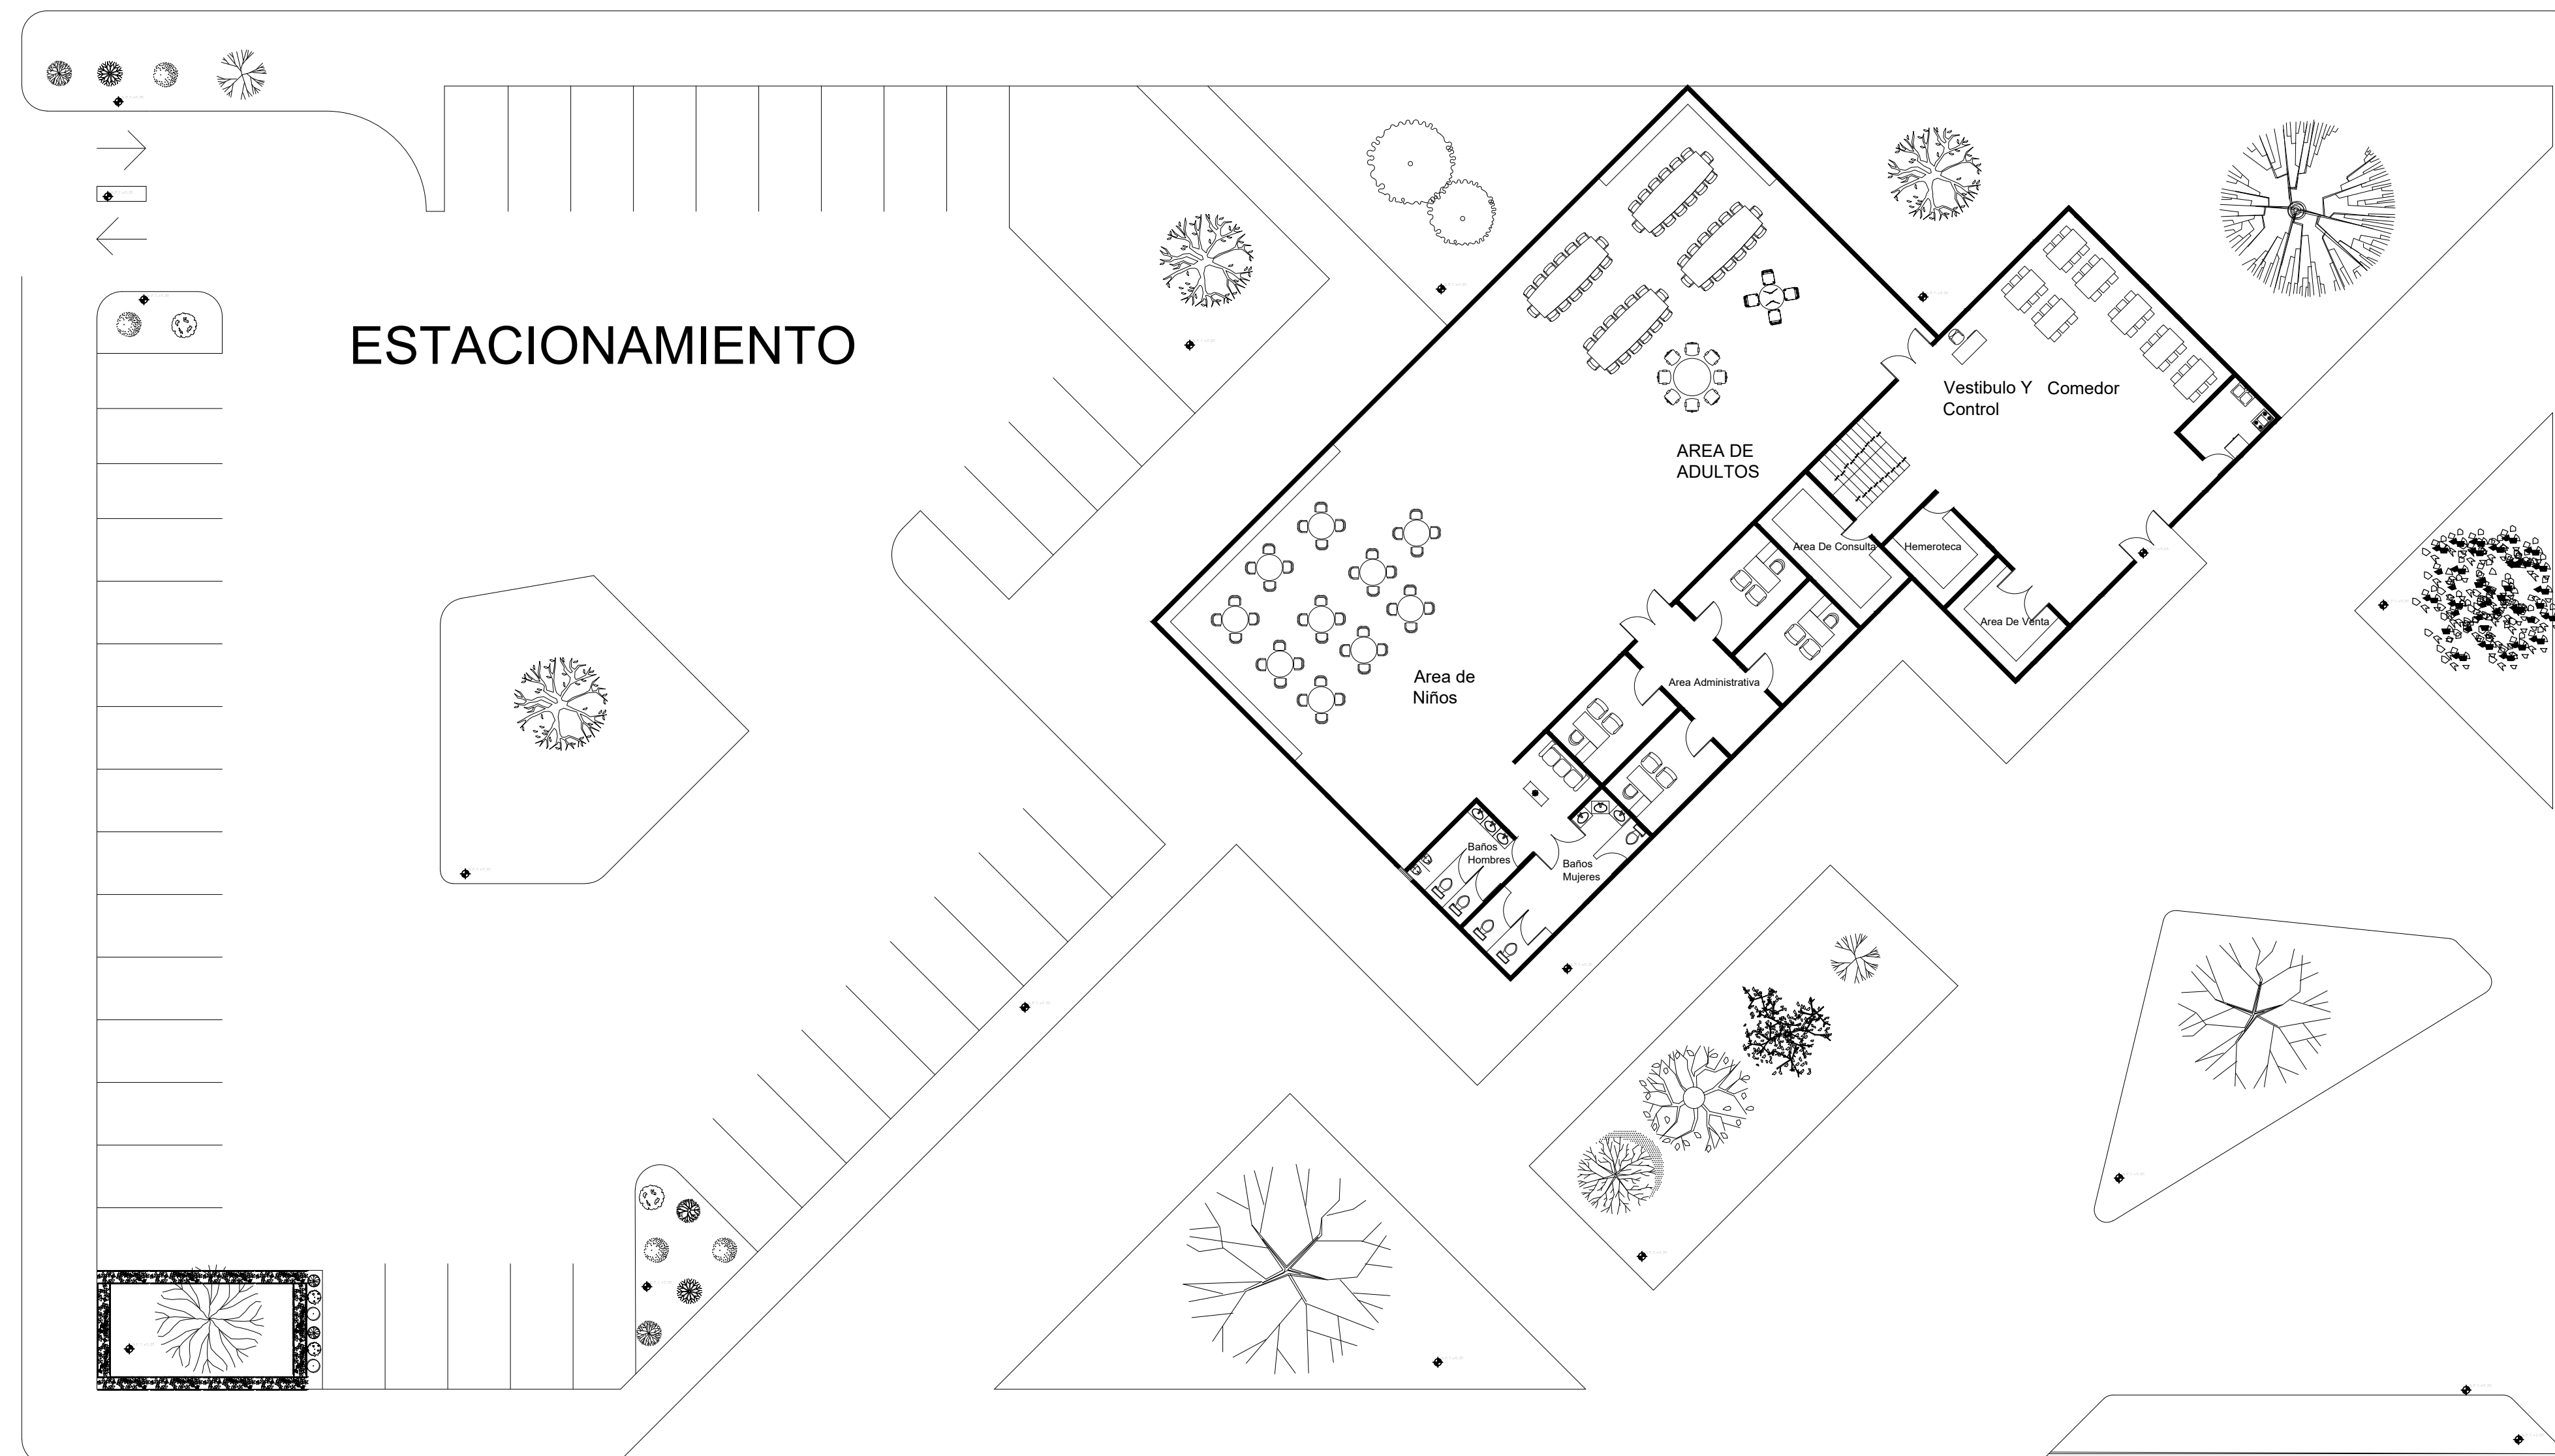 ESTACIONAMIENTO
Vestibulo Y
Control
Comedor
AREA DE
ADULTOS
Area De Consulta
Hemeroteca
Area De Venta
Area de
Niños
Area Administrativa
Baños
Hombres
Baños
Mujeres